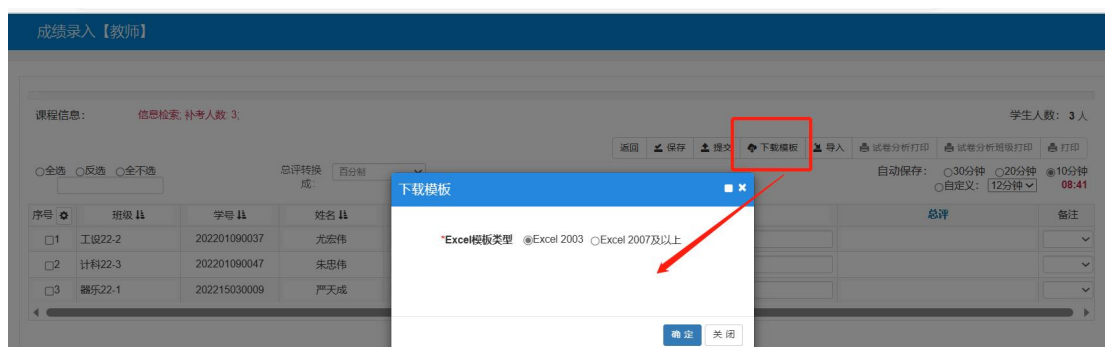 成绩录入【教师】
课程信息： 信息检索; 补考人数: 3; 学生人数: 3 人
返回 保存 提交 下载模板 导入 试卷分析打印 试卷分析班级打印 打印
○全选 ○反选 ○全不选 总评转换成: 百分制 自动保存： ○30分钟 ○20分钟 ◉10分钟
○自定义： 12分钟 08:41
下载模板
*Excel模板类型 ◉Excel 2003 ○Excel 2007及以上
确 定 关 闭
序号 班级 学号 姓名 总评 备注
1 工设22-2 202201090037 尤宏伟
2 计科22-3 202201090047 朱思伟
3 器乐22-1 202215030009 严天成